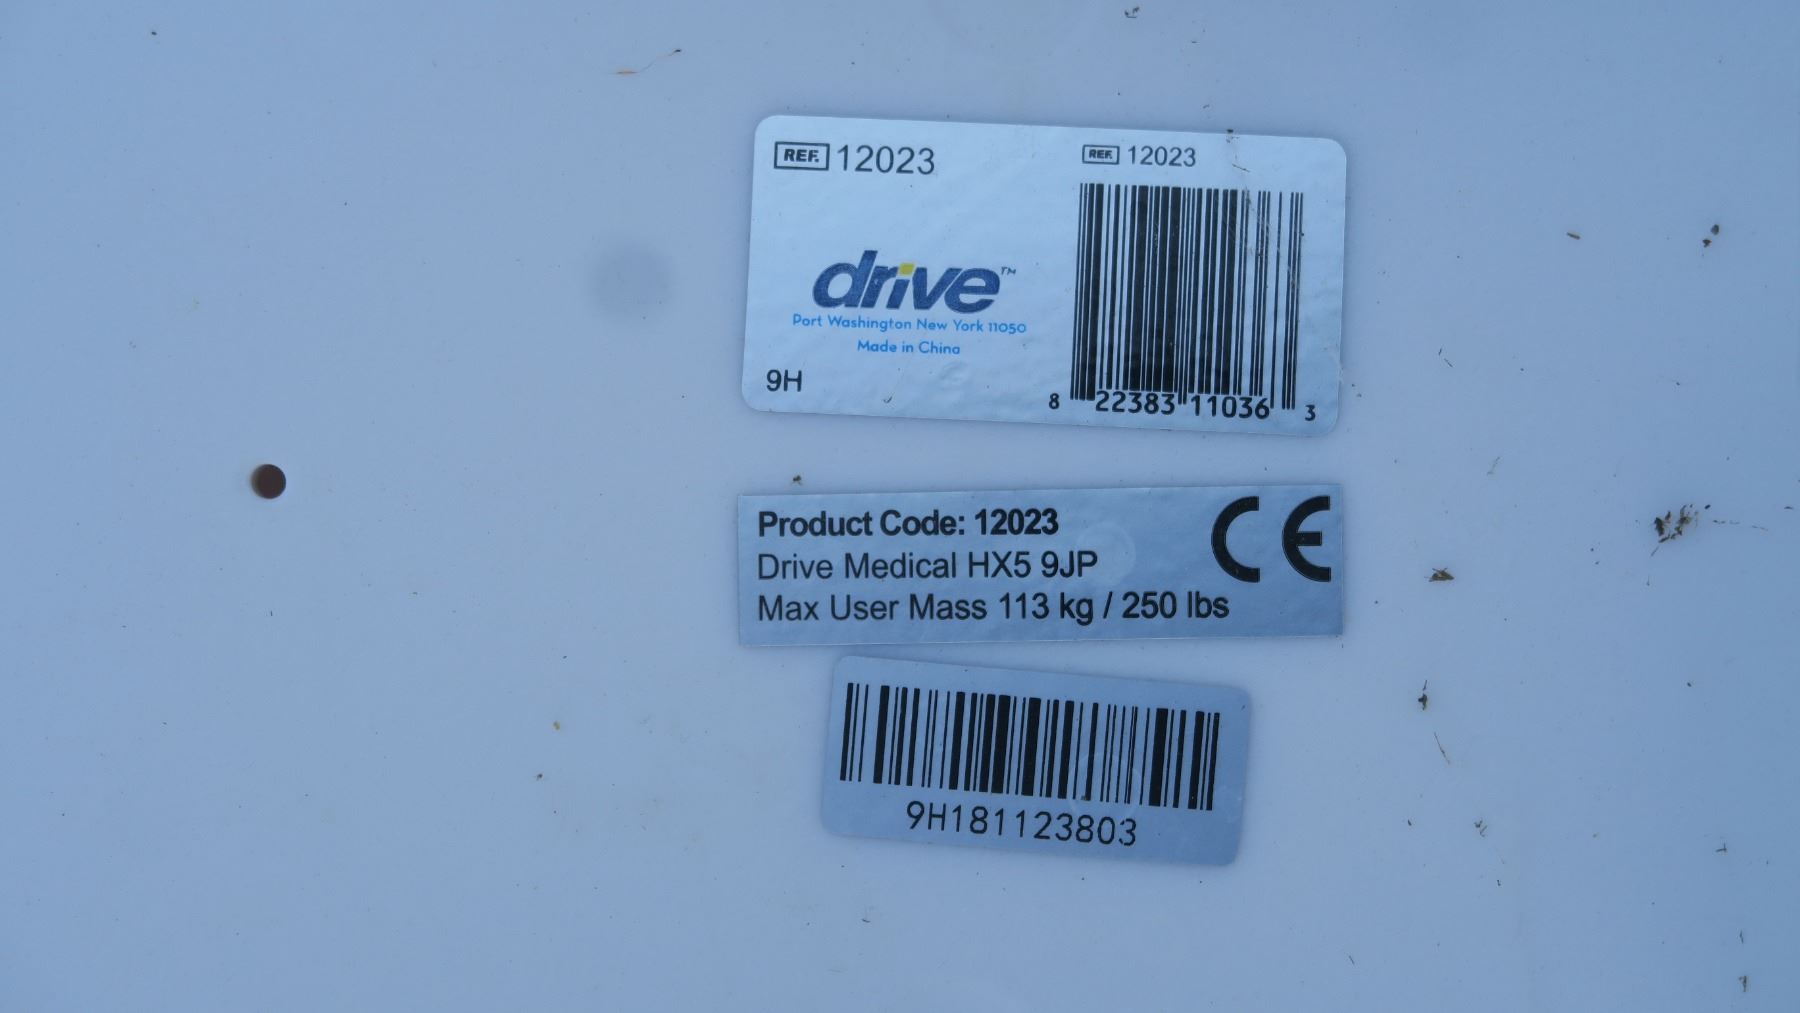 REF. 12023
REF. 12023
drive™
Port Washington New York 11050
Made in China
9H
8 22383 11036 3
Product Code: 12023
Drive Medical HX5 9JP
Max User Mass 113 kg / 250 lbs
CE
9H181123803